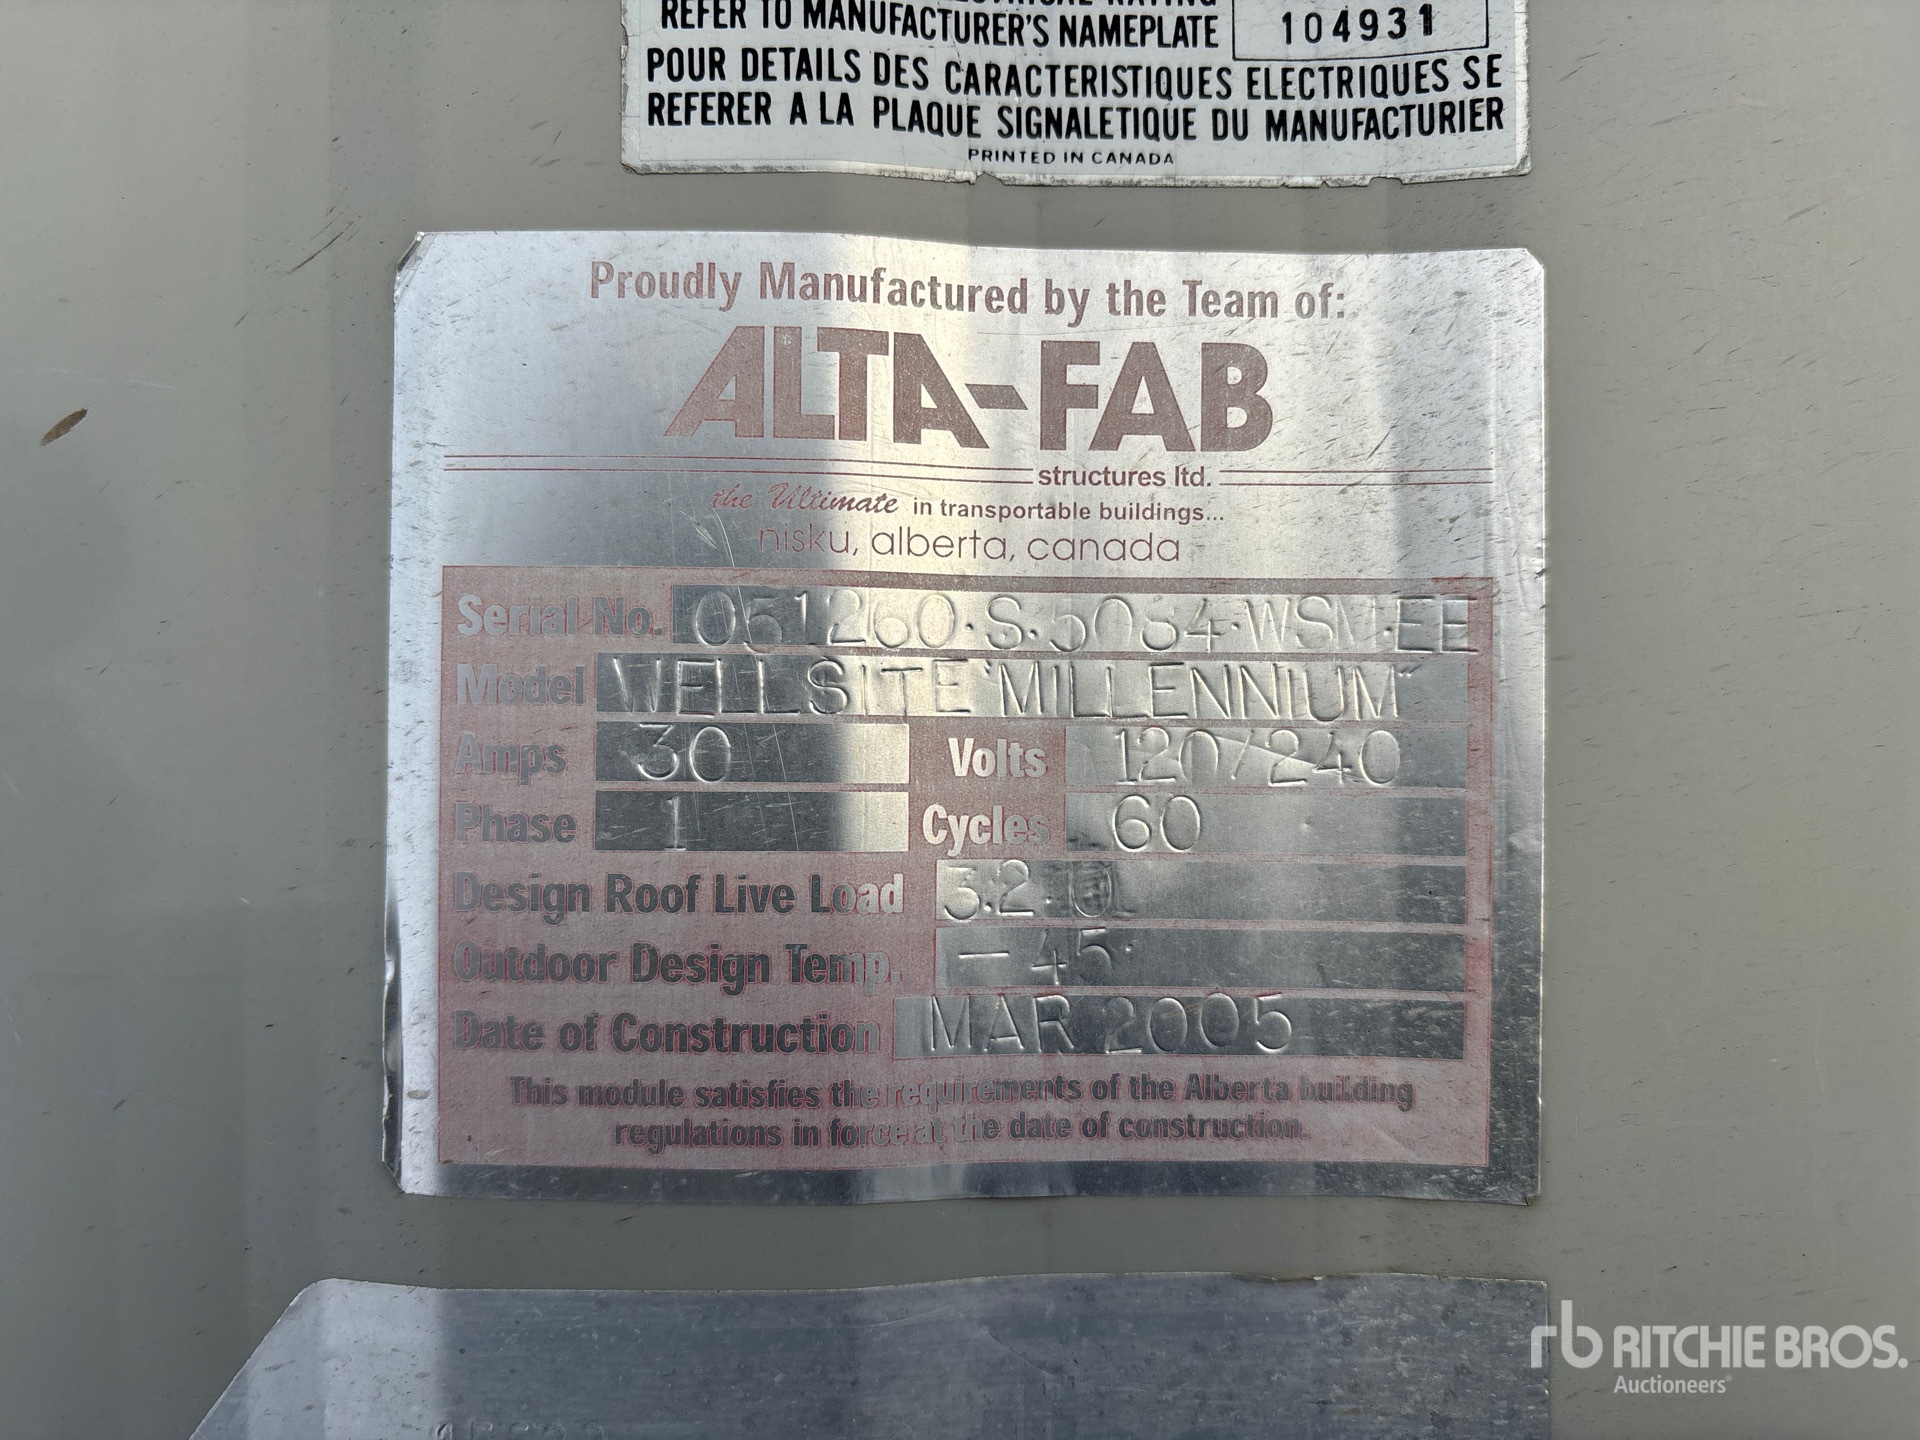 REFER TO MANUFACTURER'S NAMEPLATE
104931
POUR DETAILS DES CARACTERISTIQUES ELECTRIQUES SE
REFERER A LA PLAQUE SIGNALETIQUE DU MANUFACTURIER
PRINTED IN CANADA
Proudly Manufactured by the Team of:
ALTA-FAB
structures ltd.
the Ultimate in transportable buildings...
nisku, alberta, canada
Serial No. 051260·S·5034·WSM·EE
Model WELLSITE "MILLENNIUM"
Amps 30 Volts 120/240
Phase 1 Cycles 60
Design Roof Live Load
Outdoor Design Temp. -45°
Date of Construction MAR 2005
This module satisfies the requirements of the Alberta building
regulations in force at the date of construction.
rb RITCHIE BROS.
Auctioneers